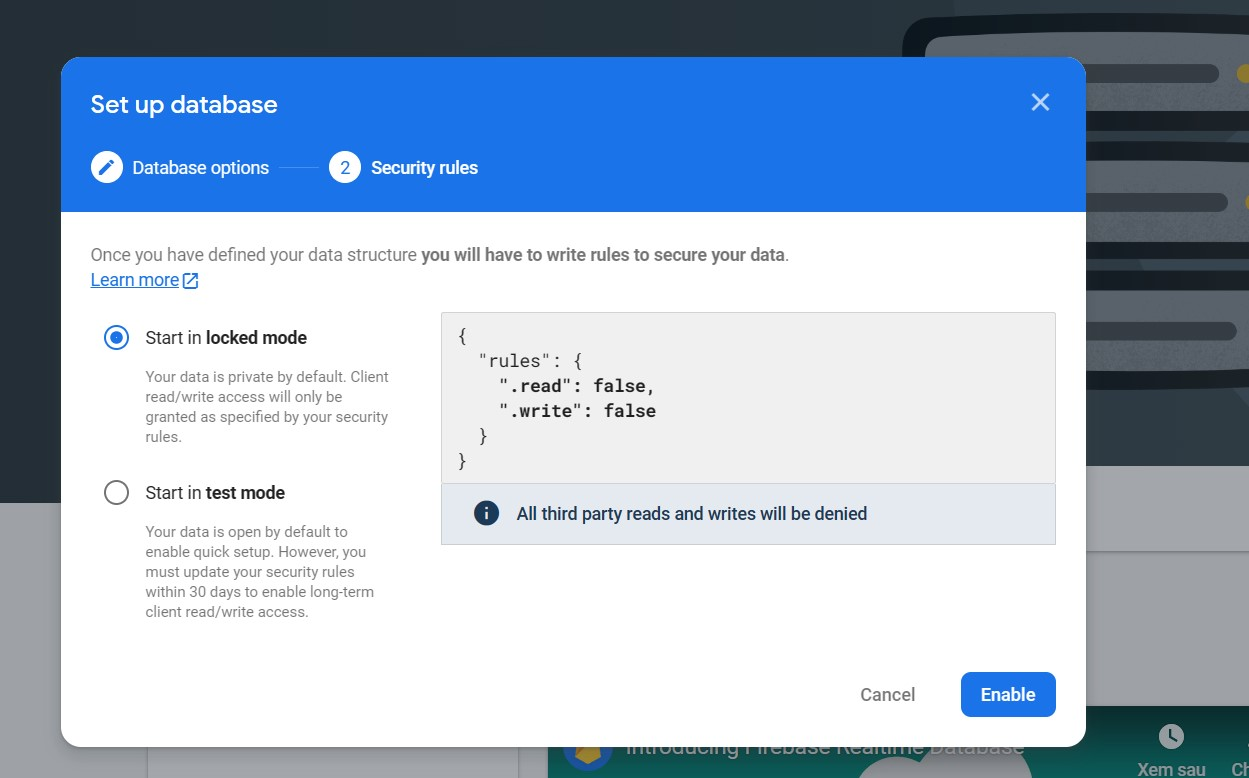 Set up database
Database options
2 Security rules
Once you have defined your data structure you will have to write rules to secure your data.
Learn more
Start in locked mode
Your data is private by default. Client
read/write access will only be
granted as specified by your security
rules.
Start in test mode
Your data is open by default to
enable quick setup. However, you
must update your security rules
within 30 days to enable long-term
client read/write access.
{
  "rules": {
    ".read": false,
    ".write": false
  }
}
All third party reads and writes will be denied
Cancel
Enable
Introducing Firebase Realtime Database
Xem sau